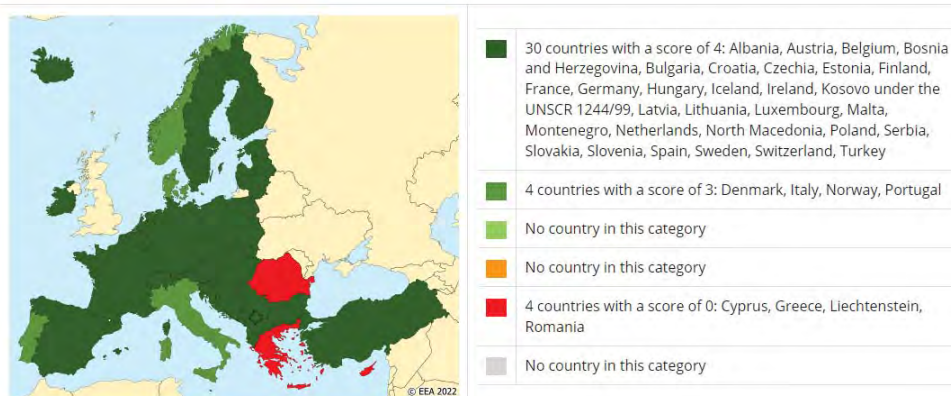 30 countries with a score of 4: Albania, Austria, Belgium, Bosnia
and Herzegovina, Bulgaria, Croatia, Czechia, Estonia, Finland,
France, Germany, Hungary, Iceland, Ireland, Kosovo under the
UNSCR 1244/99, Latvia, Lithuania, Luxembourg, Malta,
Montenegro, Netherlands, North Macedonia, Poland, Serbia,
Slovakia, Slovenia, Spain, Sweden, Switzerland, Turkey
4 countries with a score of 3: Denmark, Italy, Norway, Portugal
No country in this category
No country in this category
4 countries with a score of 0: Cyprus, Greece, Liechtenstein,
Romania
No country in this category
© EEA 2022